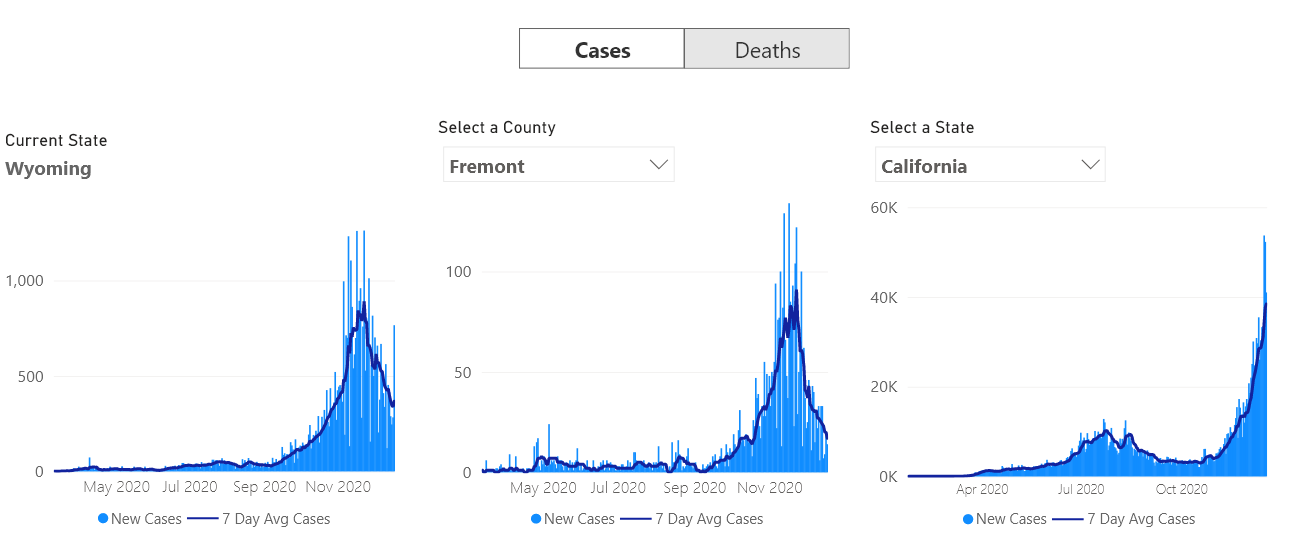 Cases Deaths
Current State
Wyoming
1,000
500
0
May 2020 Jul 2020 Sep 2020 Nov 2020
New Cases 7 Day Avg Cases
Select a County
Fremont
100
50
0
May 2020 Jul 2020 Sep 2020 Nov 2020
New Cases 7 Day Avg Cases
Select a State
California
60K
40K
20K
0K
Apr 2020 Jul 2020 Oct 2020
New Cases 7 Day Avg Cases